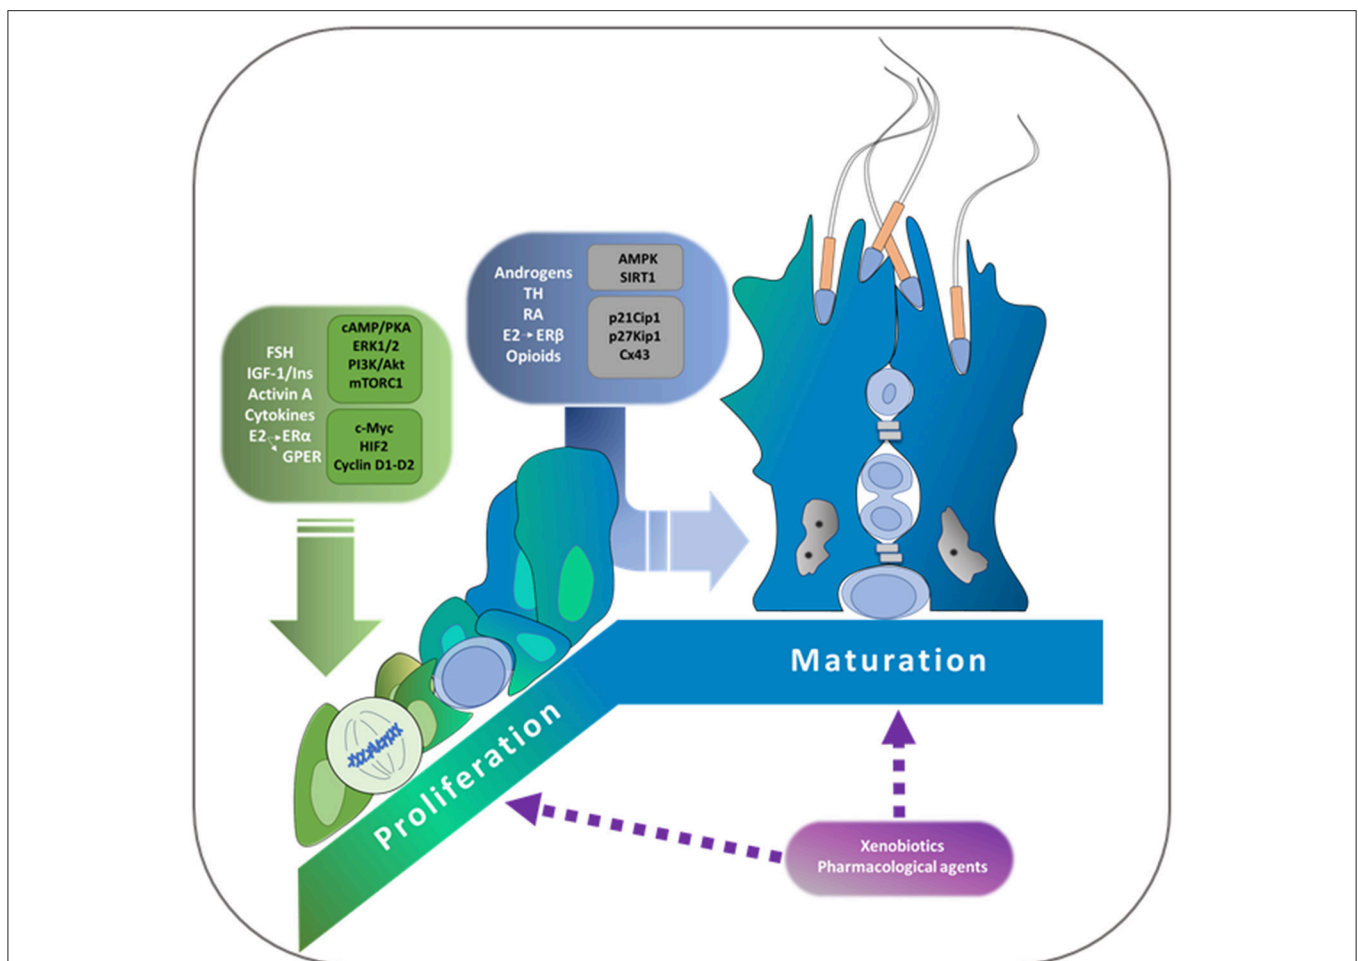 Androgens
TH
RA
E2→ERβ
Opioids
AMPK
SIRT1
p21Cip1
p27Kip1
Cx43
FSH
IGF-1/Ins
Activin A
Cytokines
E2→ERα
GPER
cAMP/PKA
ERK1/2
PI3K/Akt
mTORC1
c-Myc
HIF2
Cyclin D1-D2
Maturation
Proliferation
Xenobiotics
Pharmacological agents